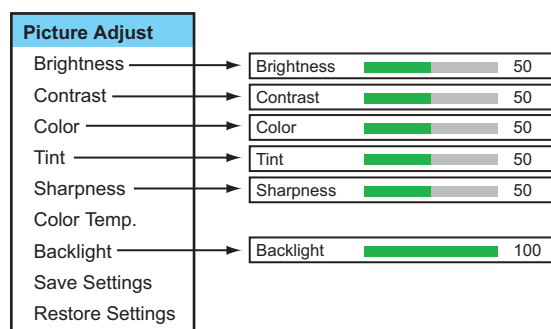 Picture Adjust
Brightness Brightness 50
Contrast Contrast 50
Color Color 50
Tint Tint 50
Sharpness Sharpness 50
Color Temp.
Backlight Backlight 100
Save Settings
Restore Settings